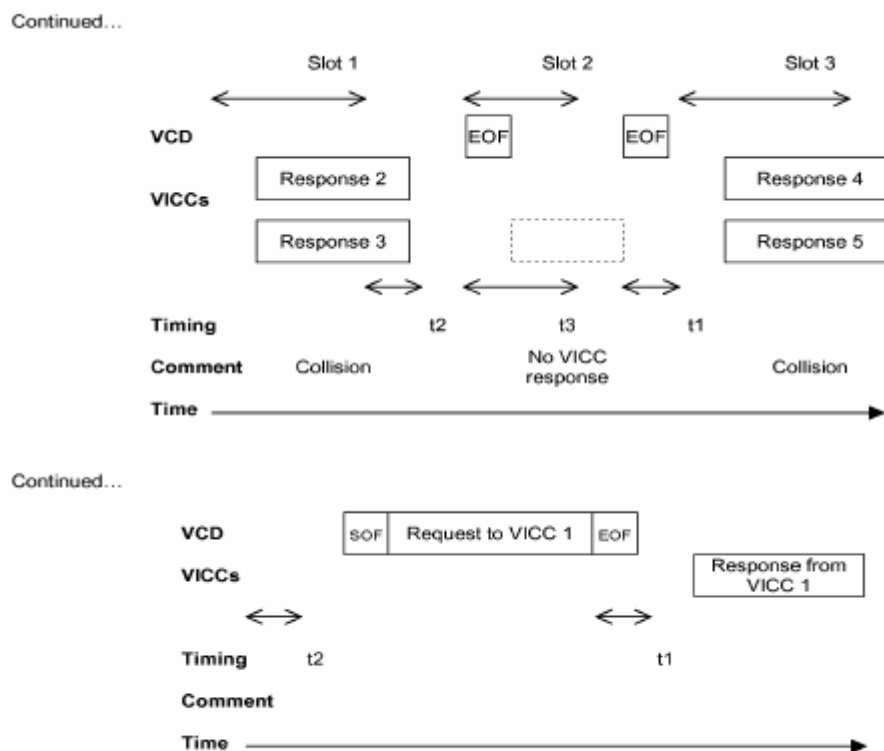 Continued…
Slot 1 Slot 2 Slot 3
VCD EOF EOF
Response 2 Response 4
VICCs
Response 3 Response 5
Timing t2 t3 t1
Comment Collision No VICC response Collision
Time
Continued…
VCD SOF Request to VICC 1 EOF
VICCs Response from VICC 1
Timing t2 t1
Comment
Time